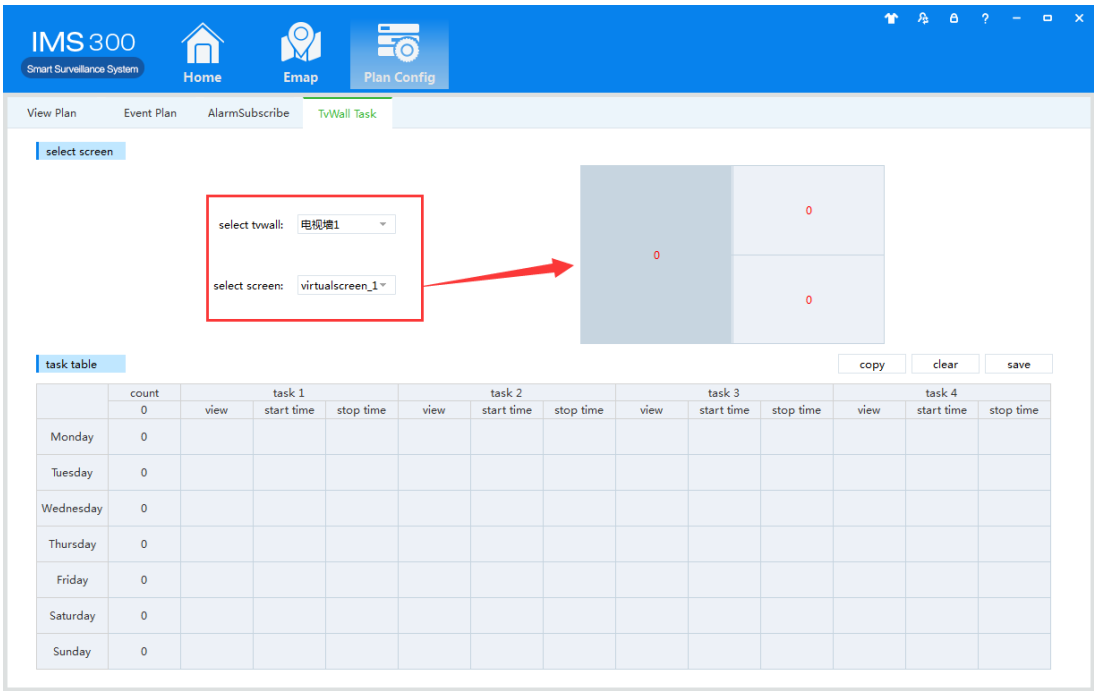 IMS 300
Smart Surveillance System
Home
Emap
Plan Config
?
View Plan
Event Plan
AlarmSubscribe
TvWall Task
select screen
select tvwall:
电视墙1
select screen:
virtualscreen_1
0
0
0
task table
copy
clear
save
count task 1 task 2 task 3 task 4
0 view start time stop time view start time stop time view start time stop time view start time stop time
Monday 0
Tuesday 0
Wednesday 0
Thursday 0
Friday 0
Saturday 0
Sunday 0